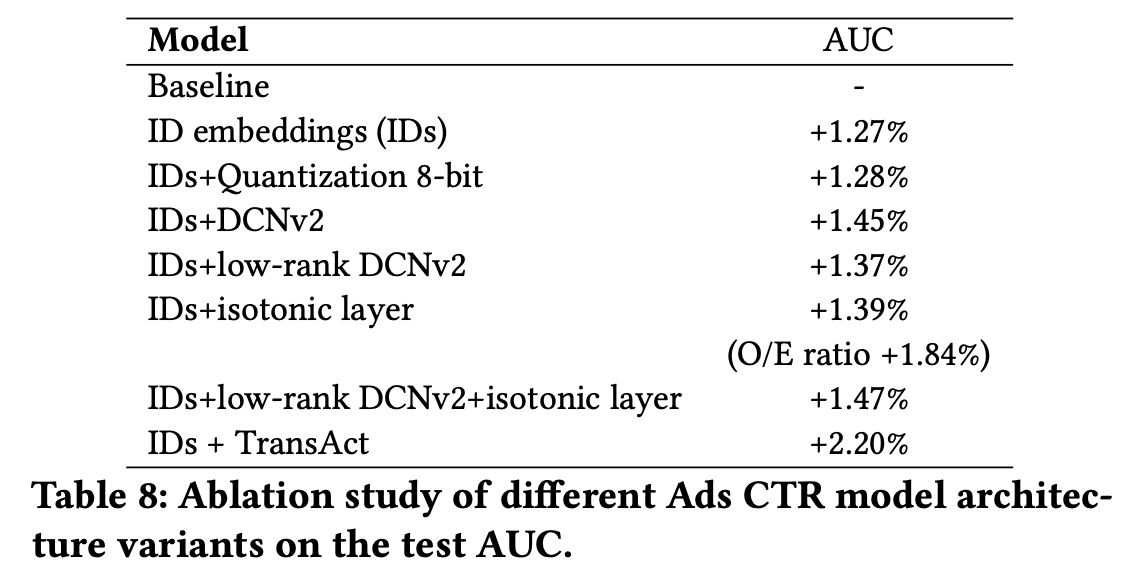 Model AUC
Baseline -
ID embeddings (IDs) +1.27%
IDs+Quantization 8-bit +1.28%
IDs+DCNv2 +1.45%
IDs+low-rank DCNv2 +1.37%
IDs+isotonic layer +1.39%
(O/E ratio +1.84%)
IDs+low-rank DCNv2+isotonic layer +1.47%
IDs + TransAct +2.20%
Table 8: Ablation study of different Ads CTR model architec-
ture variants on the test AUC.